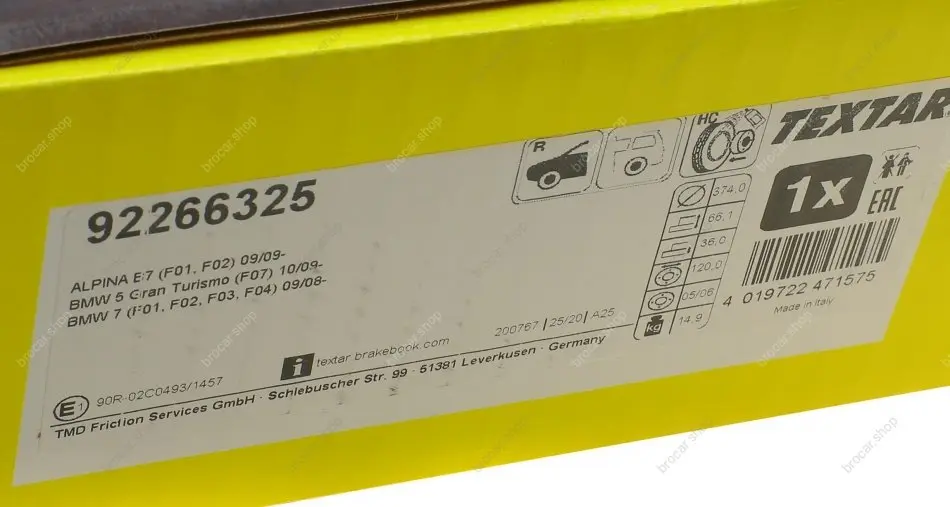 TEXTAR
R
HC
92266325
1x
EAC
ALPINA B7 (F01, F02) 09/09-
BMW 5 Gran Turismo (F07) 10/09-
BMW 7 (F01, F02, F03, F04) 09/08-
374,0
66,1
36,0
120,0
05/06
kg 14,9
4 019722 471575
Made in Italy
200767 | 25/20 | A25
i textar brakebook.com
E1 90R-02C0493/1457
TMD Friction Services GmbH · Schlebuscher Str. 99 · 51381 Leverkusen · Germany
brocar.shop